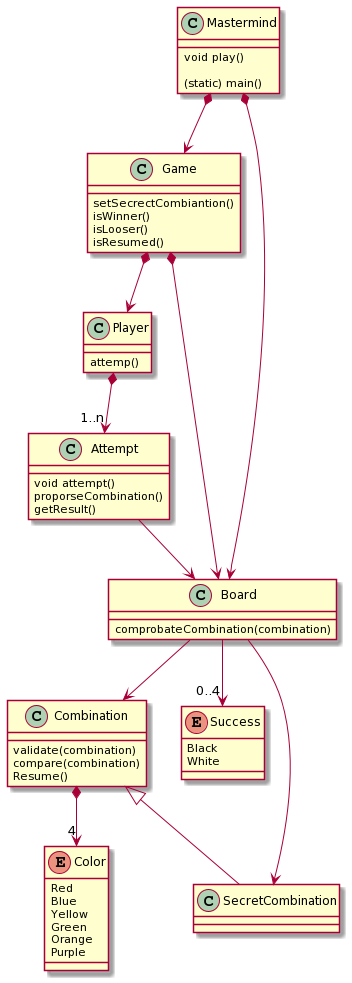 C Mastermind
void play()
(static) main()
C Game
setSecrectCombiantion()
isWinner()
isLooser()
isResumed()
C Player
attemp()
1..n
C Attempt
void attempt()
proporseCombination()
getResult()
C Board
comprobateCombination(combination)
0..4
C Combination
validate(combination)
compare(combination)
Resume()
E Success
Black
White
4
E Color
Red
Blue
Yellow
Green
Orange
Purple
C SecretCombination